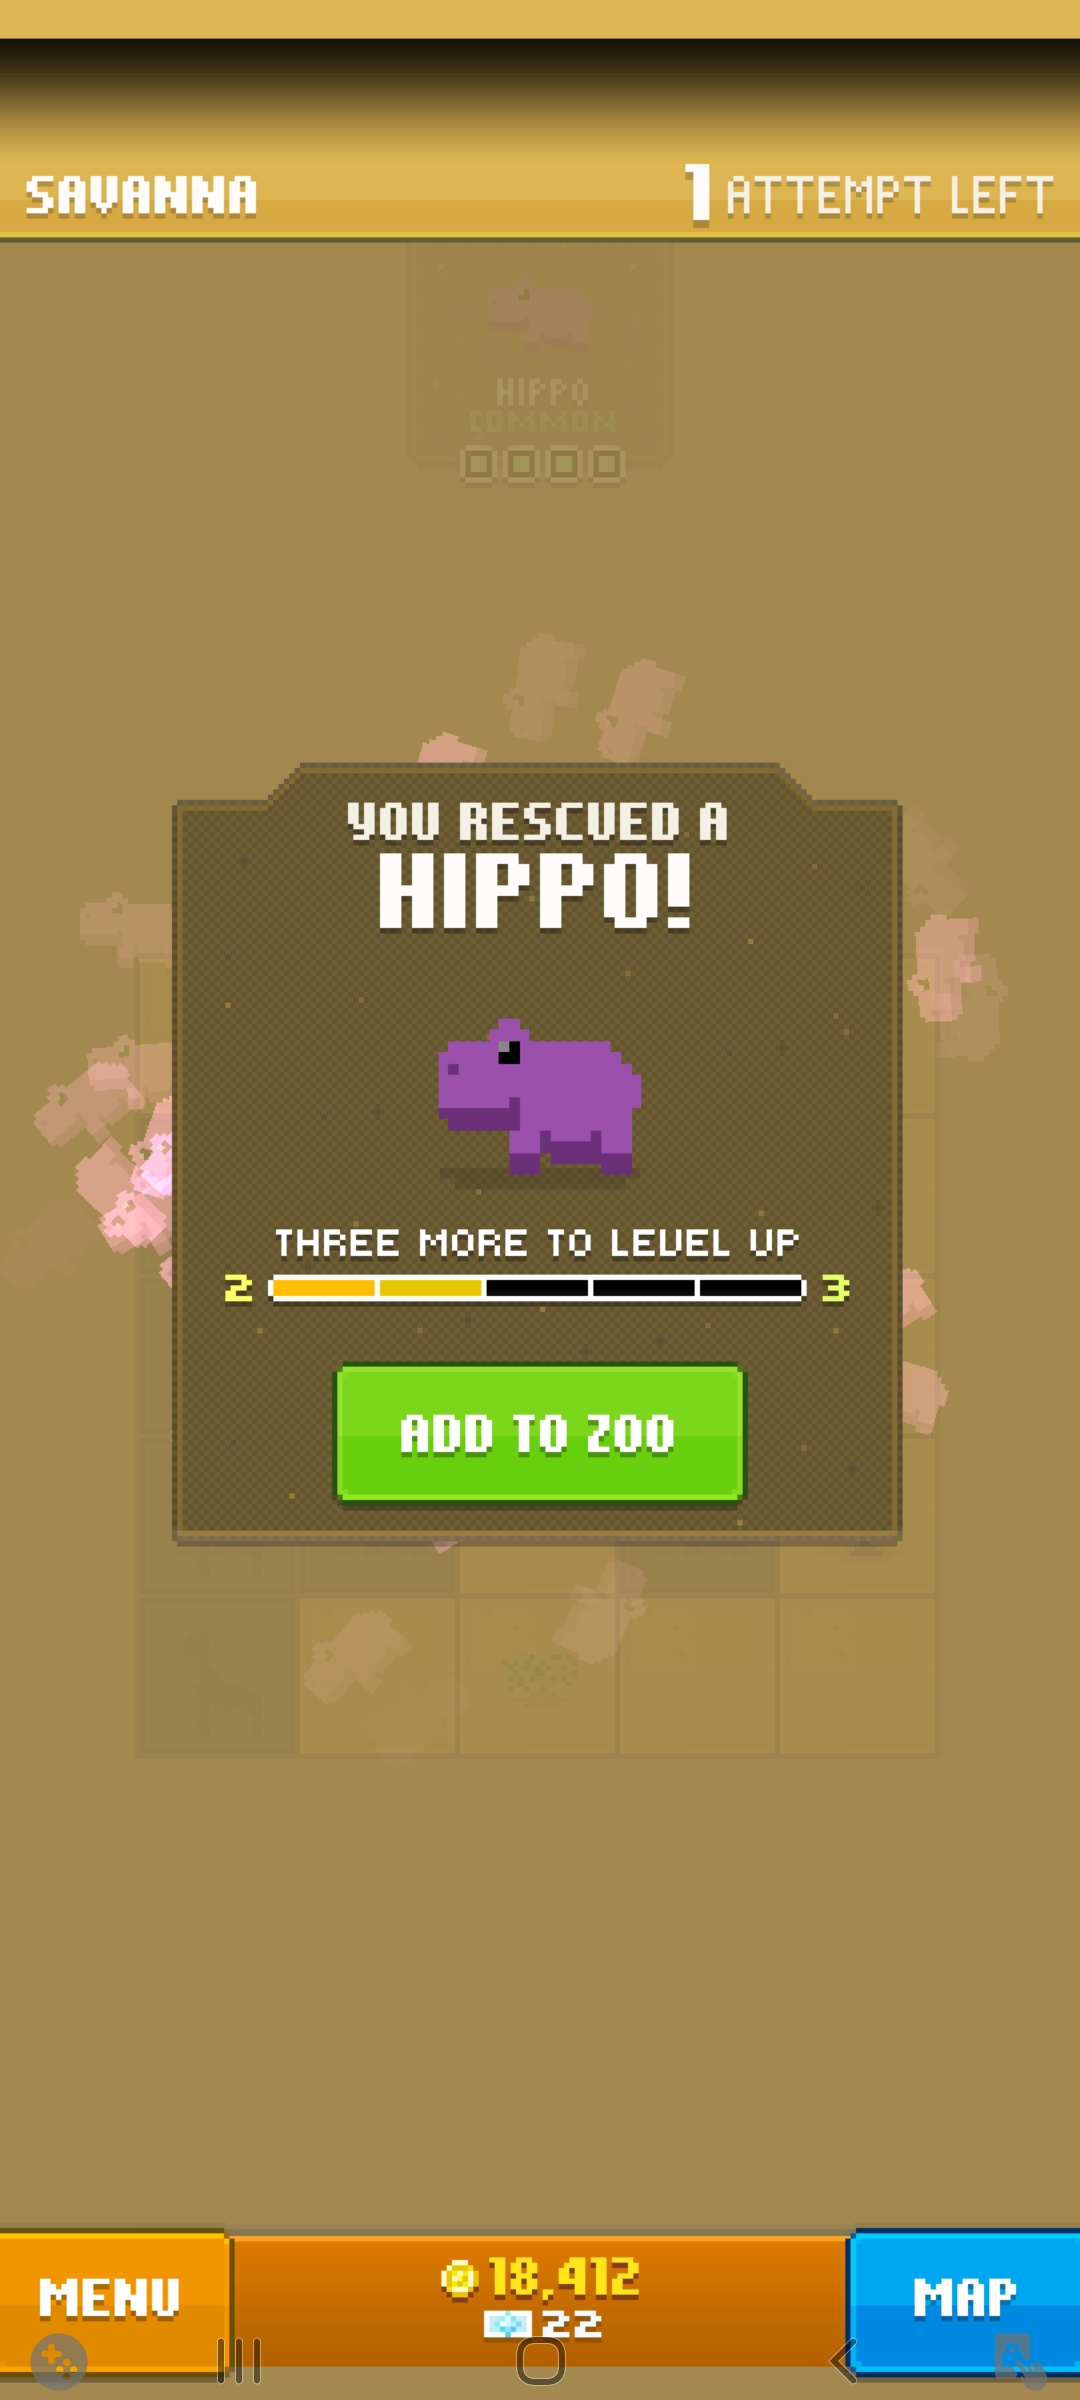 SAVANNA
1 ATTEMPT LEFT
HIPPO
COMMON
YOU RESCUED A
HIPPO!
THREE MORE TO LEVEL UP
2 3
ADD TO ZOO
MENU
18,412
22
MAP